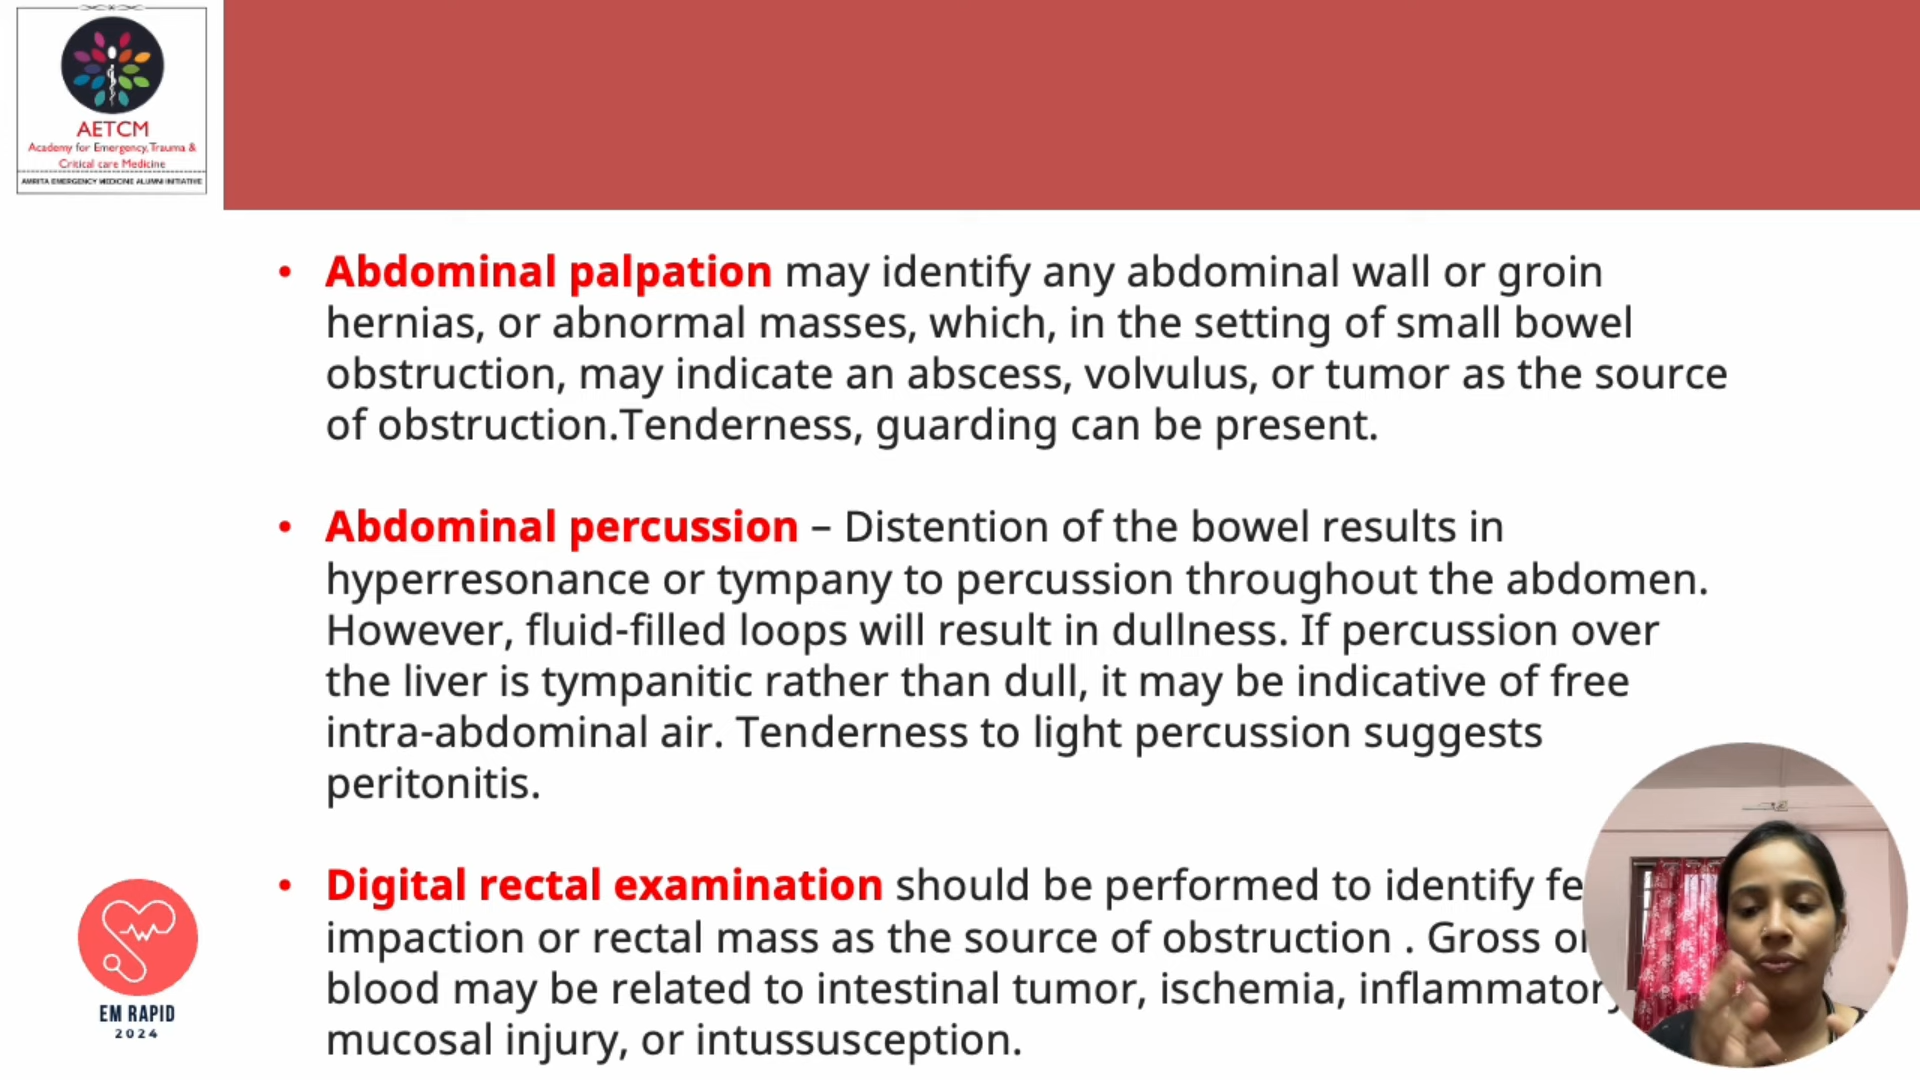 AETCM
Academy for Emergency, Trauma &
Critical care Medicine
AMRITA EMERGENCY MEDICINE ALUMNI INITIATIVE
• Abdominal palpation may identify any abdominal wall or groin
hernias, or abnormal masses, which, in the setting of small bowel
obstruction, may indicate an abscess, volvulus, or tumor as the source
of obstruction.Tenderness, guarding can be present.
• Abdominal percussion – Distention of the bowel results in
hyperresonance or tympany to percussion throughout the abdomen.
However, fluid-filled loops will result in dullness. If percussion over
the liver is tympanitic rather than dull, it may be indicative of free
intra-abdominal air. Tenderness to light percussion suggests
peritonitis.
• Digital rectal examination should be performed to identify
impaction or rectal mass as the source of obstruction . Gross
blood may be related to intestinal tumor, ischemia, inflammatory
mucosal injury, or intussusception.
EM RAPID
2024